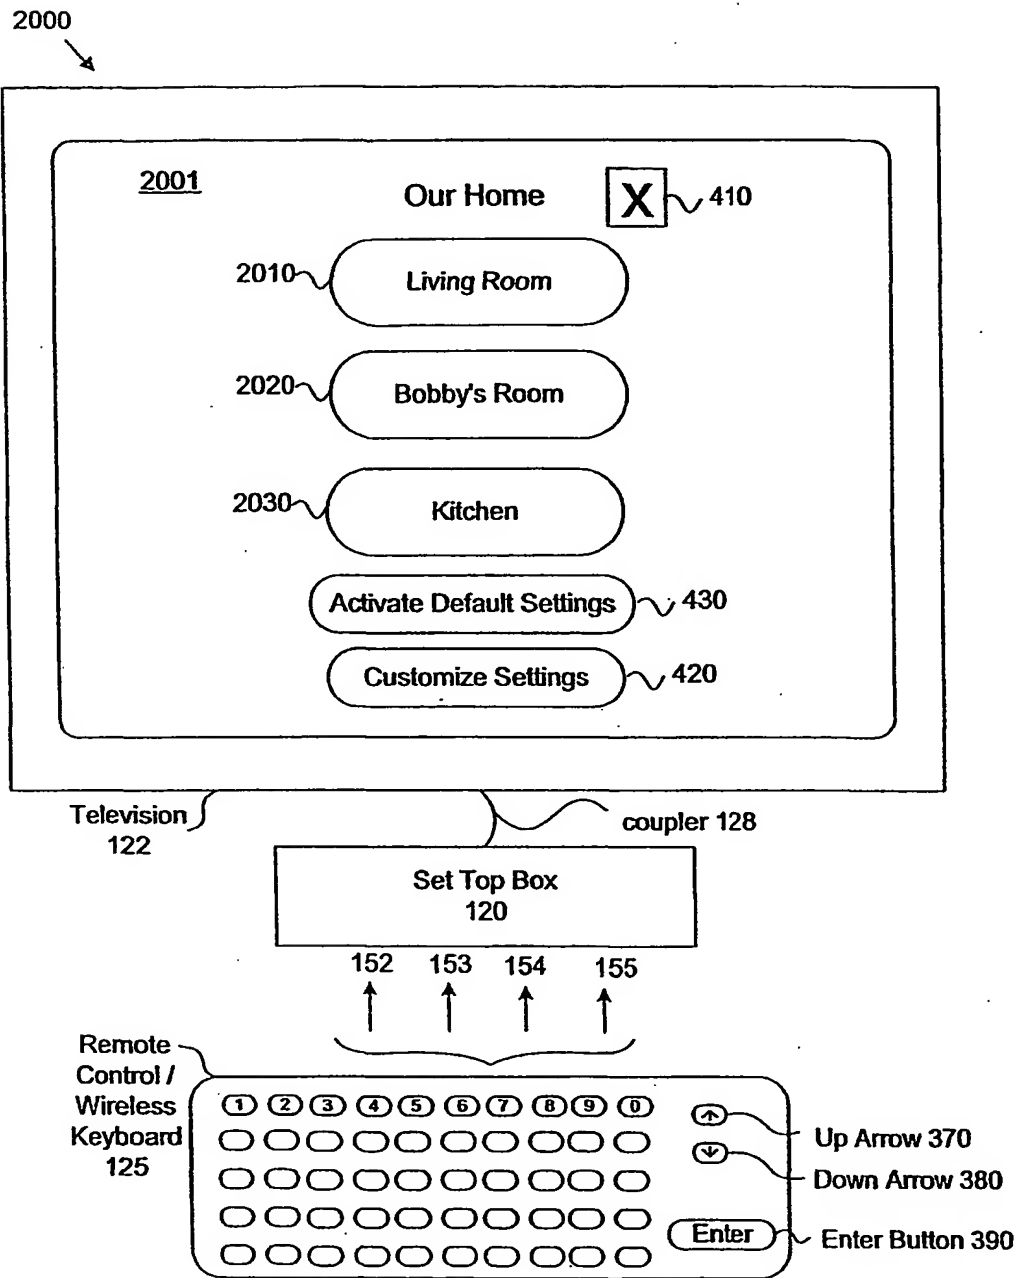 2000
2001
Our Home
X
410
2010
Living Room
2020
Bobby's Room
2030
Kitchen
Activate Default Settings
430
Customize Settings
420
Television
122
coupler 128
Set Top Box
120
152 153 154 155
Remote
Control /
Wireless
Keyboard
125
1 2 3 4 5 6 7 8 9 0
Up Arrow 370
Down Arrow 380
Enter
Enter Button 390